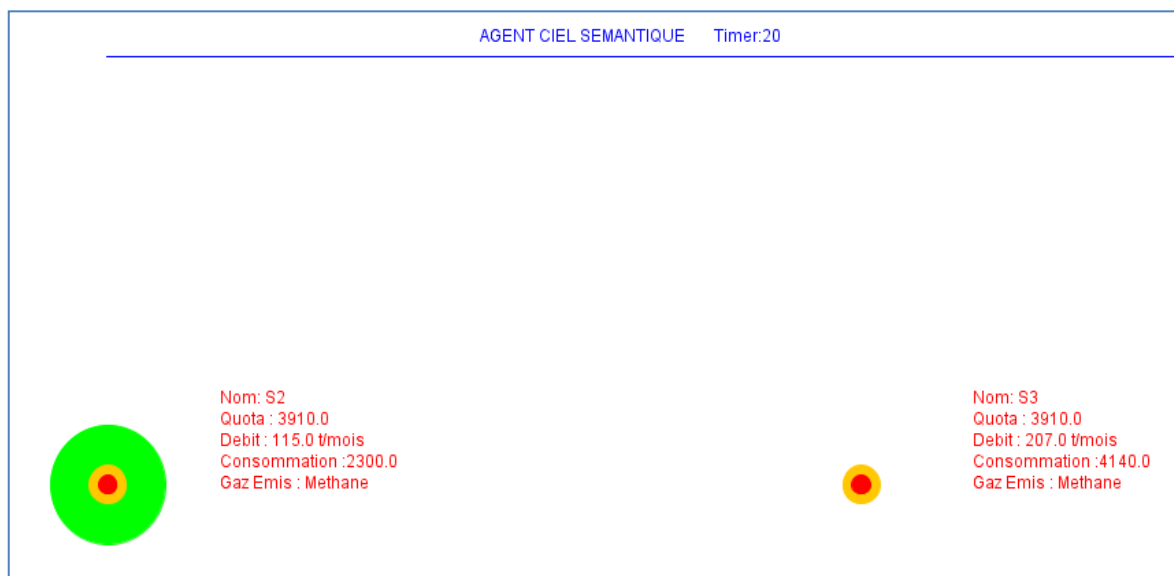 AGENT CIEL SEMANTIQUE Timer:20
Nom: S2
Quota : 3910.0
Debit : 115.0 t/mois
Consommation :2300.0
Gaz Emis : Methane
Nom: S3
Quota : 3910.0
Debit : 207.0 t/mois
Consommation :4140.0
Gaz Emis : Methane